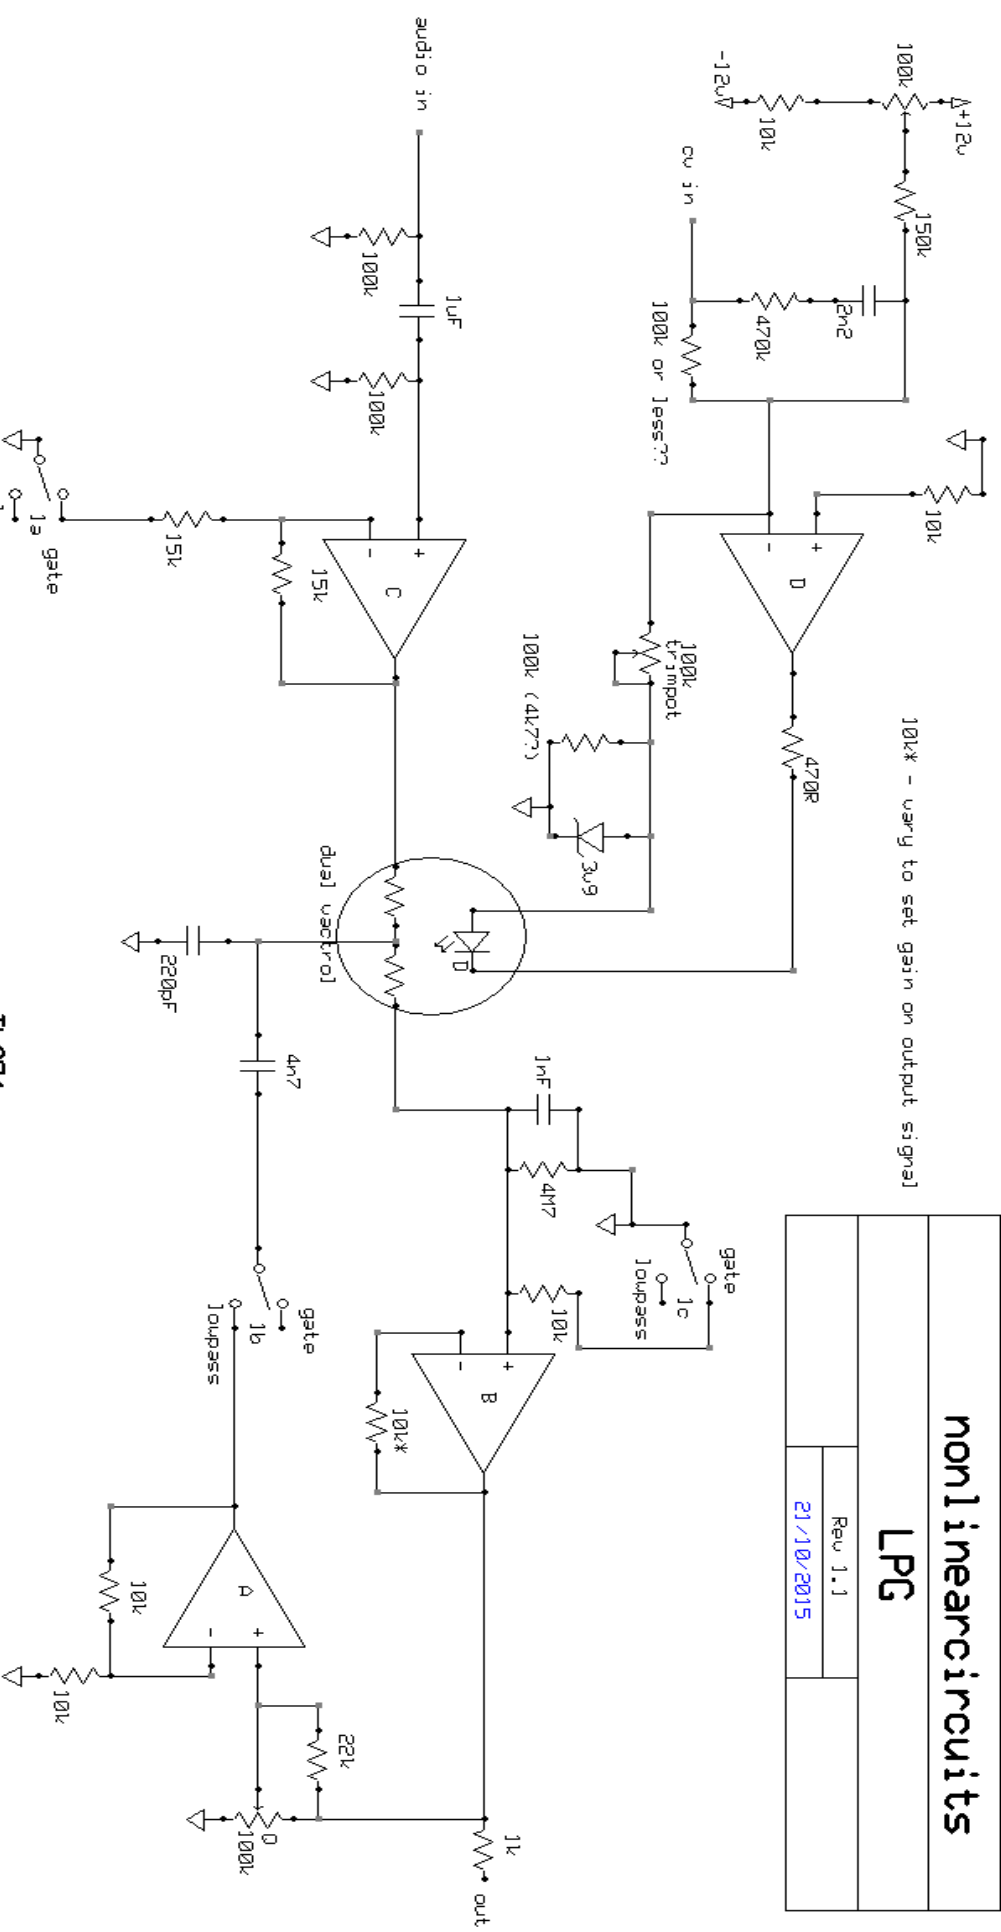 nonlinearcircuits
LPG
Rev 1.1
21/10/2015
10k* - vary to set gain on output signal
+12v
100k
-12v
10k
150k
cv in
2n2
470k
100k or less??
10k
+
-
D
470R
100k
trimpot
100k (4k7??)
3v9
audio in
100k
1uF
100k
+
-
C
15k
15k
gate
1a
dual vactrol
D
220pF
4n7
1nF
4M7
gate
1c
lowpass
10k
+
-
B
10k*
gate
1b
lowpass
A
+
-
10k
10k
22k
Q
100k
1k
out